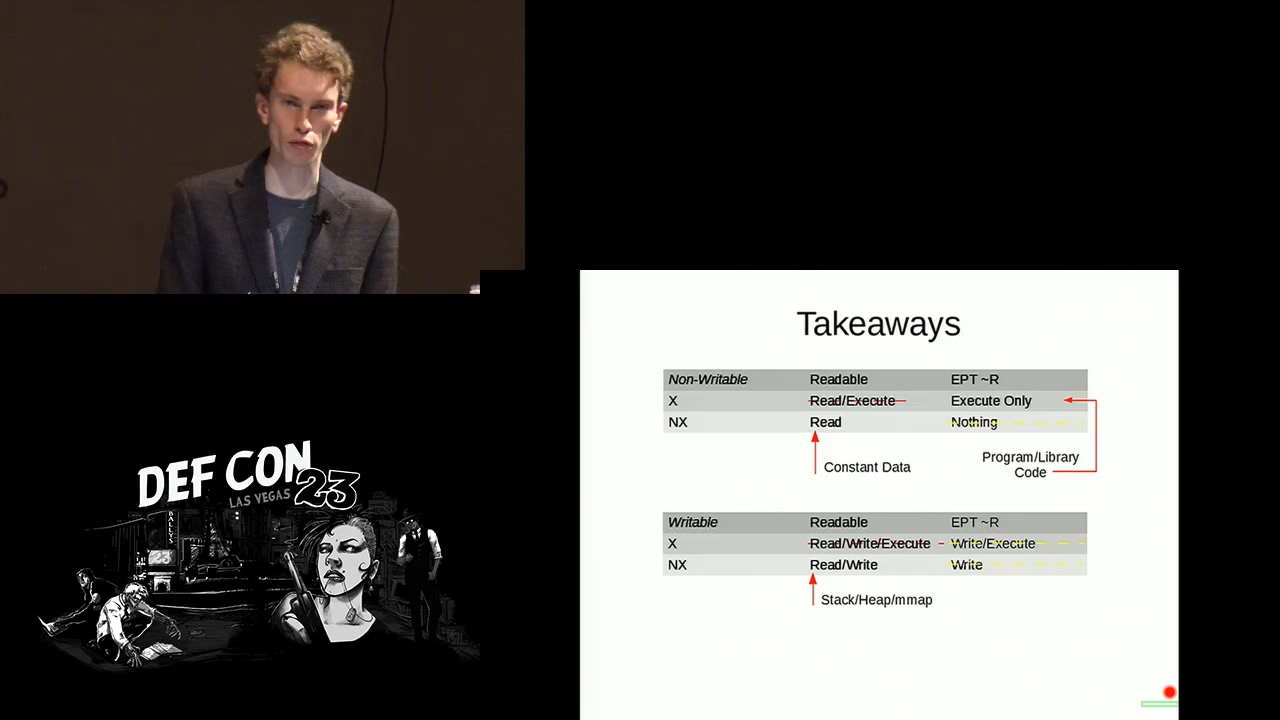 Takeaways
Non-Writable Readable EPT ~R
X Read/Execute Execute Only
NX Read Nothing
Constant Data
Program/Library
Code
Writable Readable EPT ~R
X Read/Write/Execute Write/Execute
NX Read/Write Write
Stack/Heap/mmap
DEF CON
LAS VEGAS 23
BALLYS